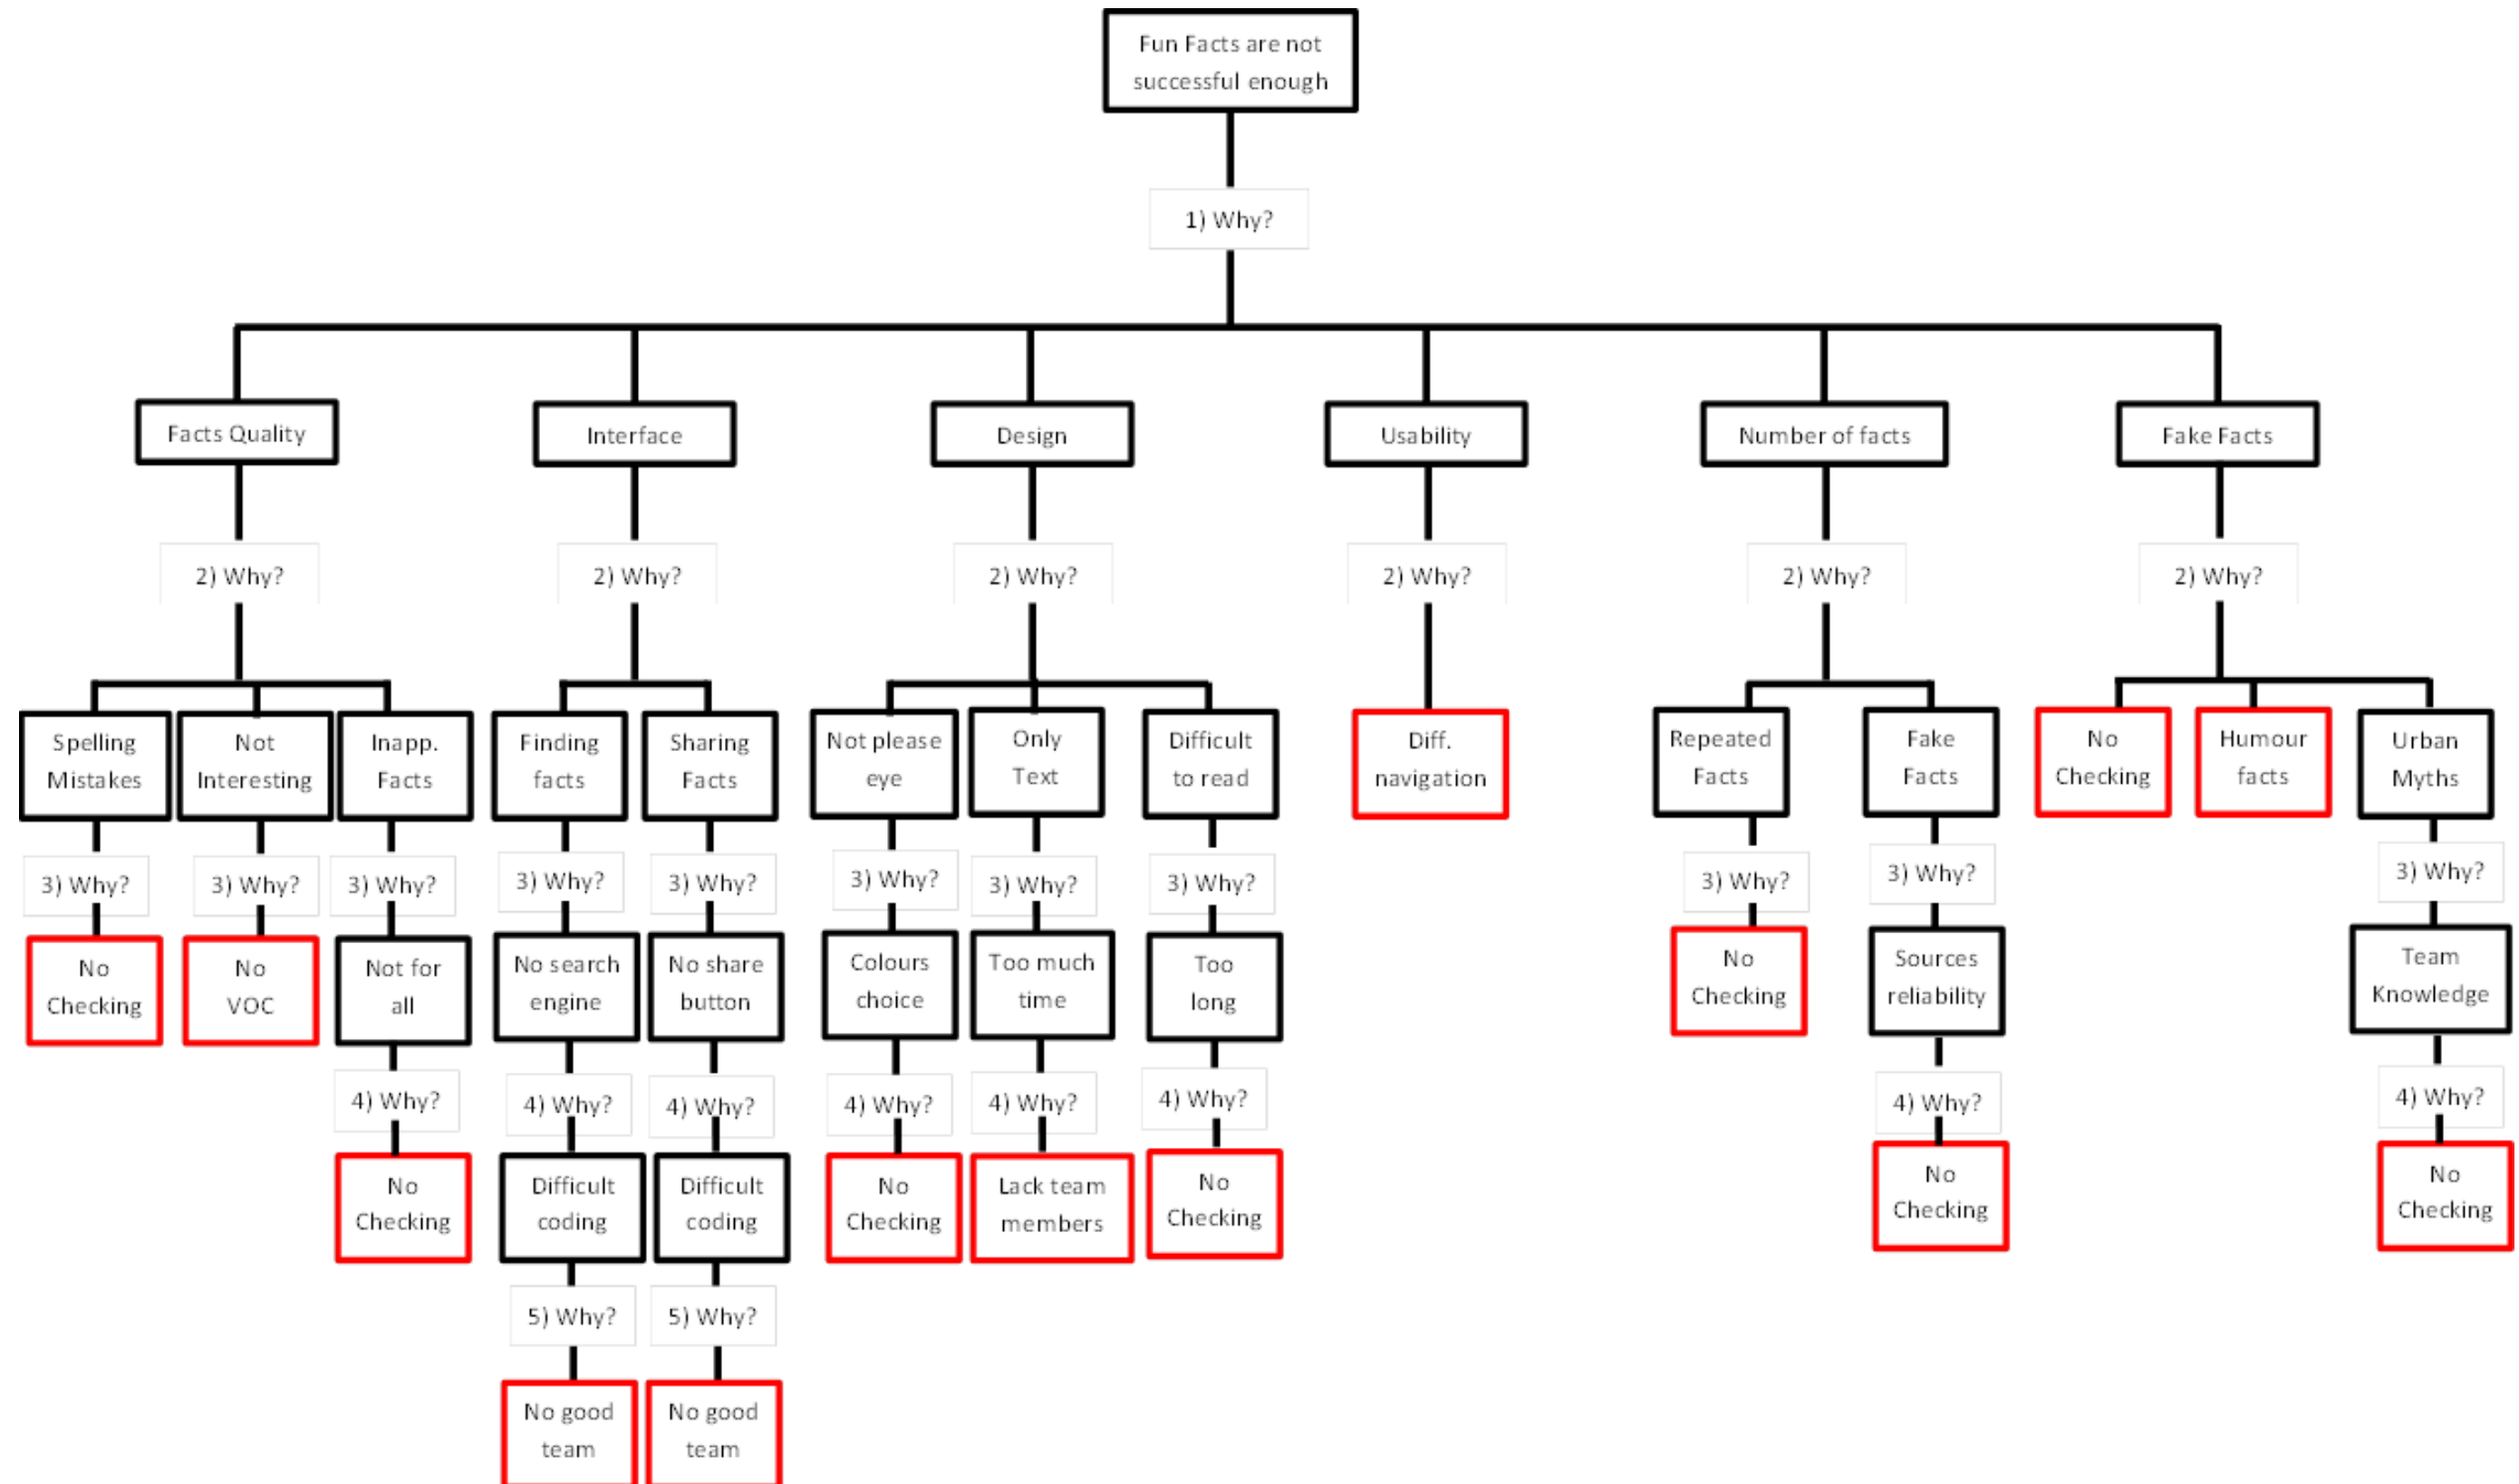 Fun Facts are not
successful enough
1) Why?
Facts Quality
Interface
Design
Usability
Number of facts
Fake Facts
2) Why?
2) Why?
2) Why?
2) Why?
2) Why?
2) Why?
Spelling
Mistakes
Not
Interesting
Inapp.
Facts
Finding
facts
Sharing
Facts
Not please
eye
Only
Text
Difficult
to read
Diff.
navigation
Repeated
Facts
Fake
Facts
No
Checking
Humour
facts
Urban
Myths
3) Why?
3) Why?
3) Why?
3) Why?
3) Why?
3) Why?
3) Why?
3) Why?
3) Why?
3) Why?
3) Why?
No
Checking
No
VOC
Not for
all
No search
engine
No share
button
Colours
choice
Too much
time
Too
long
No
Checking
Sources
reliability
Team
Knowledge
4) Why?
4) Why?
4) Why?
4) Why?
4) Why?
4) Why?
4) Why?
4) Why?
No
Checking
Difficult
coding
Difficult
coding
No
Checking
Lack team
members
No
Checking
No
Checking
No
Checking
5) Why?
5) Why?
No good
team
No good
team